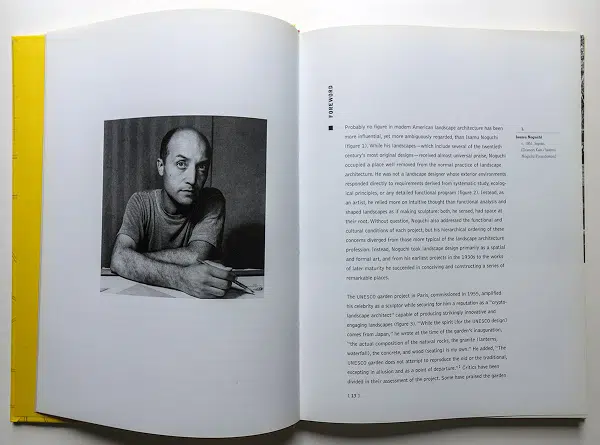 FOREWORD
Probably no figure in modern American landscape architecture has been
more influential, yet more ambiguously regarded, than Isamu Noguchi
(figure 1). While his landscapes—which include several of the twentieth-
century's most original designs—received almost universal praise, Noguchi
occupied a place well removed from the normal practice of landscape
architecture. He was not a landscape designer whose exterior environments
responded directly to requirements derived from systematic study, ecolog-
ical principles, or any detailed functional program (figure 2). Instead, as
an artist, he relied more on intuitive thought than functional analysis and
shaped landscapes as if making sculpture: both, he sensed, had space at
their root. Without question, Noguchi also addressed the functional and
cultural conditions of each project, but his hierarchical ordering of these
concerns diverged from those more typical of the landscape architecture
profession. Instead, Noguchi took landscape design primarily as a spatial
and formal art, and from his earliest projects in the 1930s to the works
of later maturity he succeeded in conceiving and constructing a series of
remarkable places.
The UNESCO garden project in Paris, commissioned in 1955, amplified
his celebrity as a sculptor while securing for him a reputation as a "crypto-
landscape architect" capable of producing strikingly innovative and
engaging landscapes (figure 3). "While the spirit [for the UNESCO design]
comes from Japan," he wrote at the time of the garden's inauguration,
"the actual composition of the natural rocks, the granite [lanterns,
waterfall], the concrete, and wood [seating] is my own." He added, "The
UNESCO garden does not attempt to reproduce the old or the traditional,
excepting in allusion and as a point of departure." Critics have been
divided in their assessment of the project. Some have praised the garden
[ 13 ]
1.
Isamu Noguchi
Japan.
Noguchi Foundation]